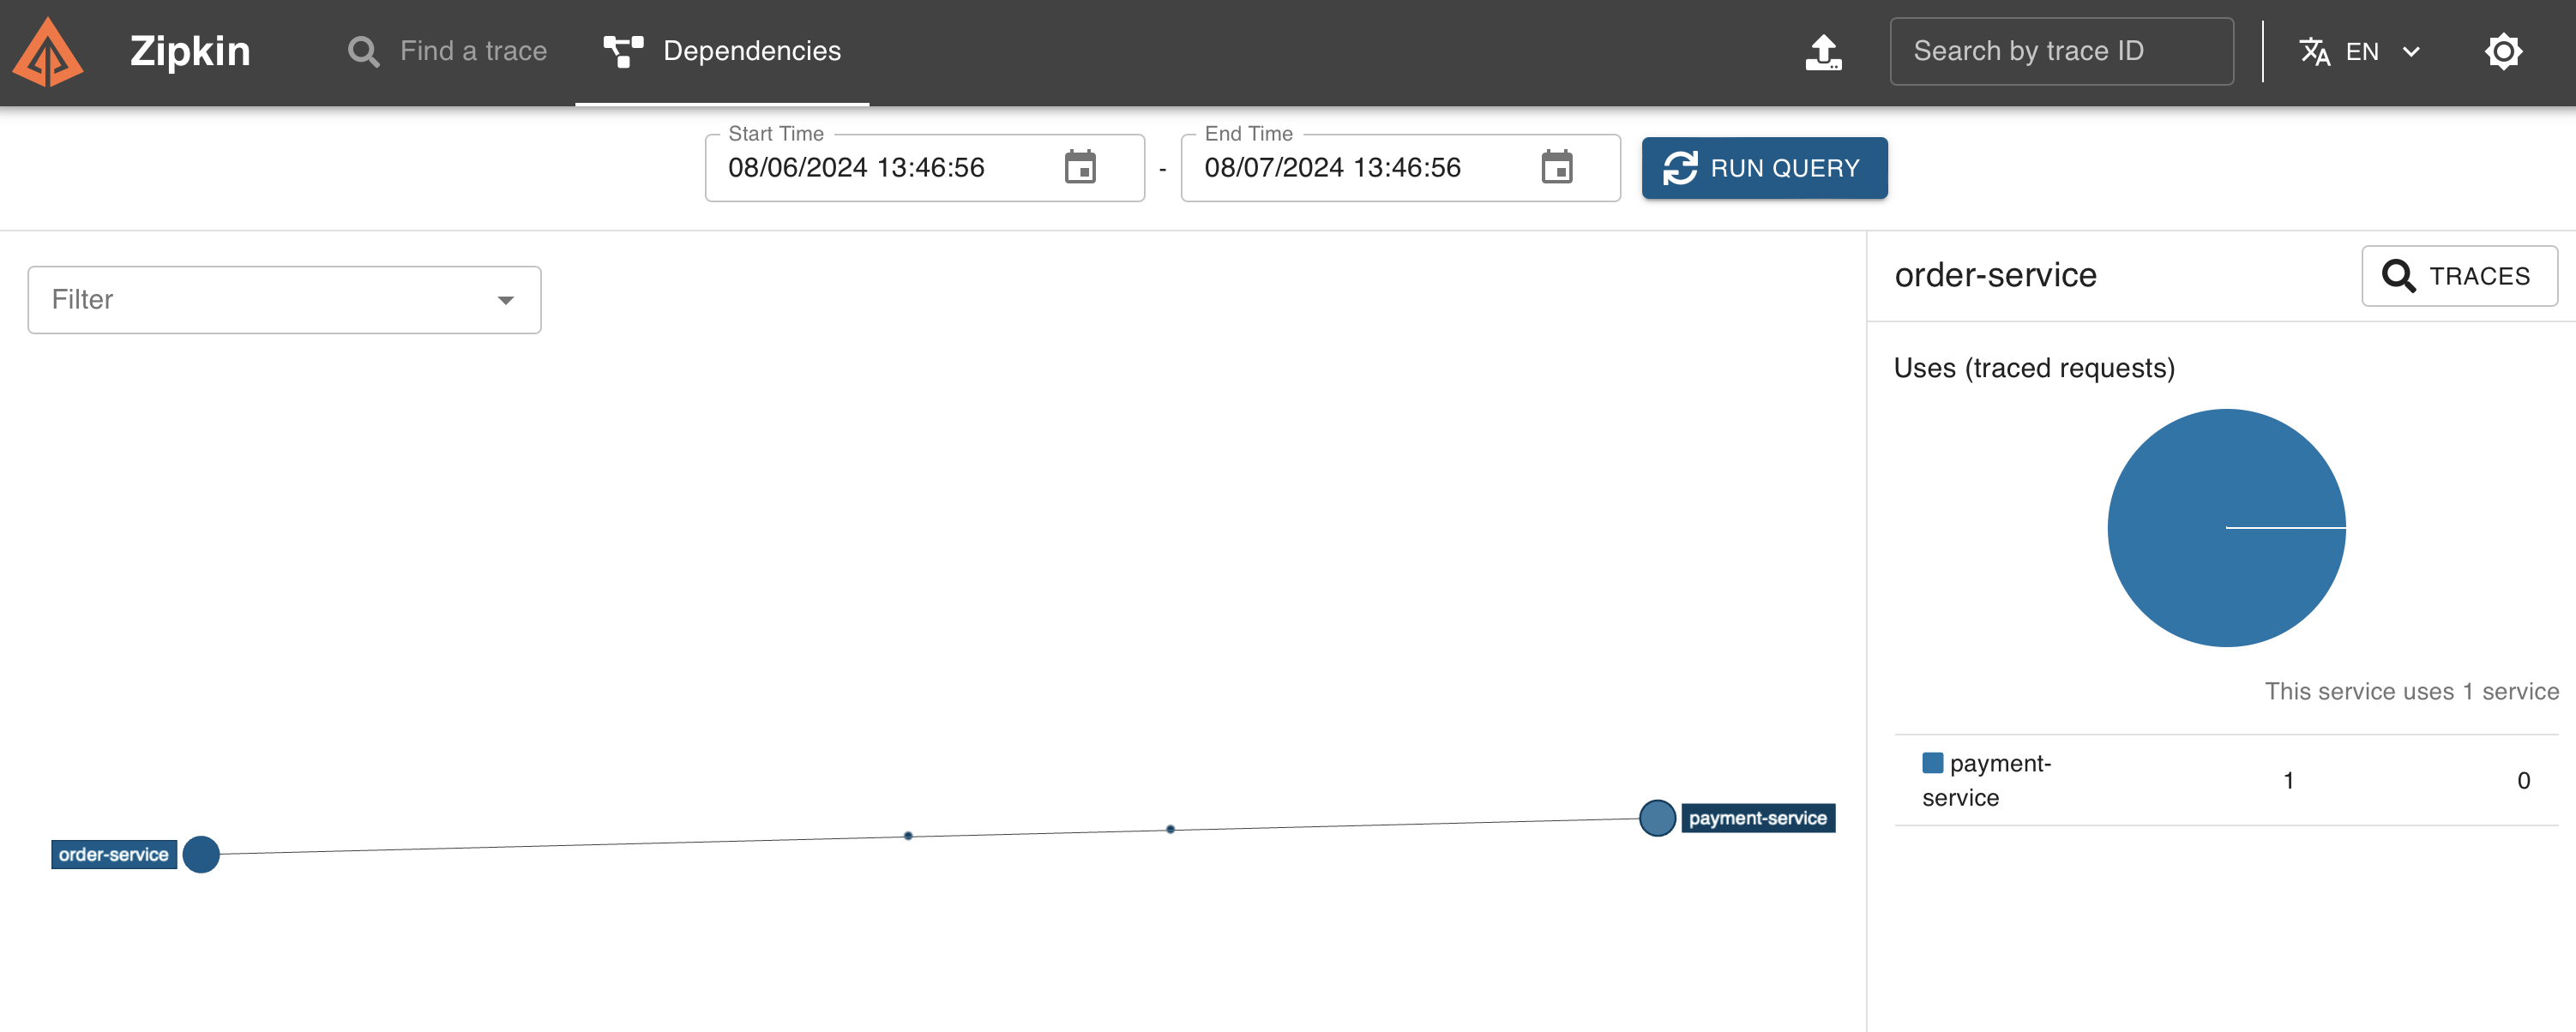 Zipkin
Find a trace
Dependencies
Search by trace ID
EN
Start Time
08/06/2024 13:46:56
-
End Time
08/07/2024 13:46:56
RUN QUERY
Filter
order-service
TRACES
Uses (traced requests)
This service uses 1 service
payment-
service
1
0
order-service
payment-service